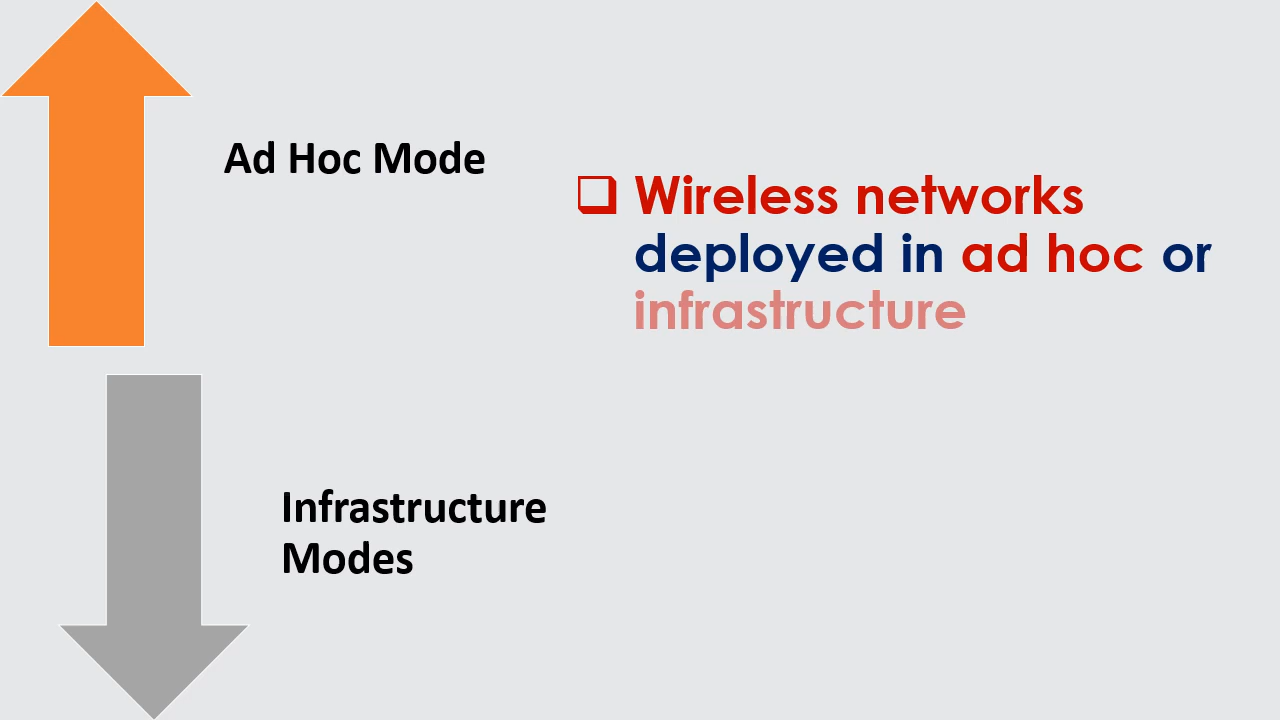 Ad Hoc Mode
❑ Wireless networks
deployed in ad hoc or
infrastructure
Infrastructure
Modes